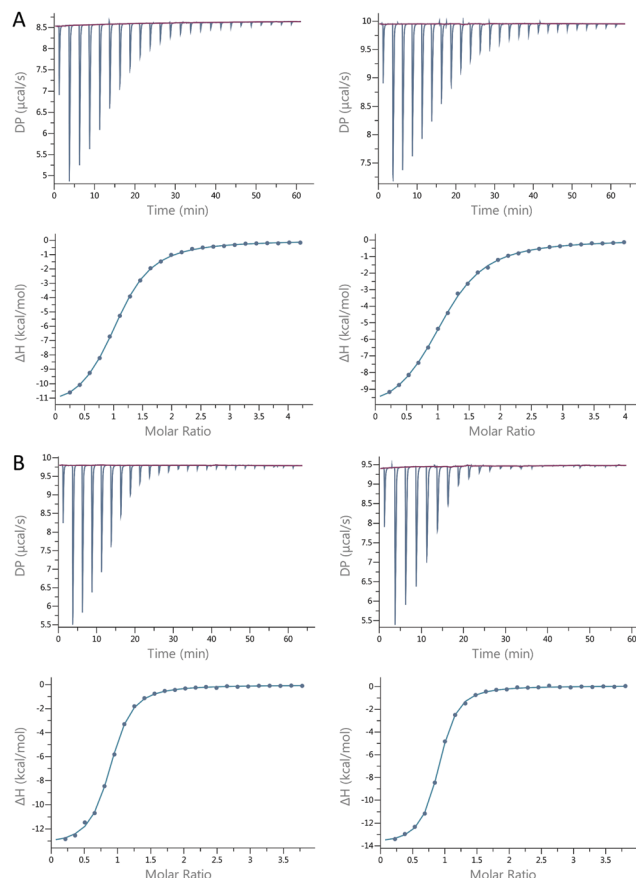 A
8.5
8
7.5
7
6.5
6
5.5
5
DP (µcal/s)
0 10 20 30 40 50 60
Time (min)
10
9.5
9
8.5
8
7.5
DP (µcal/s)
0 10 20 30 40 50 60
Time (min)
0
-1
-2
-3
-4
-5
-6
-7
-8
-9
-10
-11
ΔH (kcal/mol)
0 0.5 1 1.5 2 2.5 3 3.5 4
Molar Ratio
0
-1
-2
-3
-4
-5
-6
-7
-8
-9
ΔH (kcal/mol)
0 0.5 1 1.5 2 2.5 3 3.5 4
Molar Ratio
B
10
9.5
9
8.5
8
7.5
7
6.5
6
5.5
DP (µcal/s)
0 10 20 30 40 50 60
Time (min)
9.5
9
8.5
8
7.5
7
6.5
6
5.5
DP (µcal/s)
0 10 20 30 40 50 60
Time (min)
0
-2
-4
-6
-8
-10
-12
ΔH (kcal/mol)
0 0.5 1 1.5 2 2.5 3 3.5
Molar Ratio
0
-2
-4
-6
-8
-10
-12
-14
ΔH (kcal/mol)
0 0.5 1 1.5 2 2.5 3 3.5
Molar Ratio